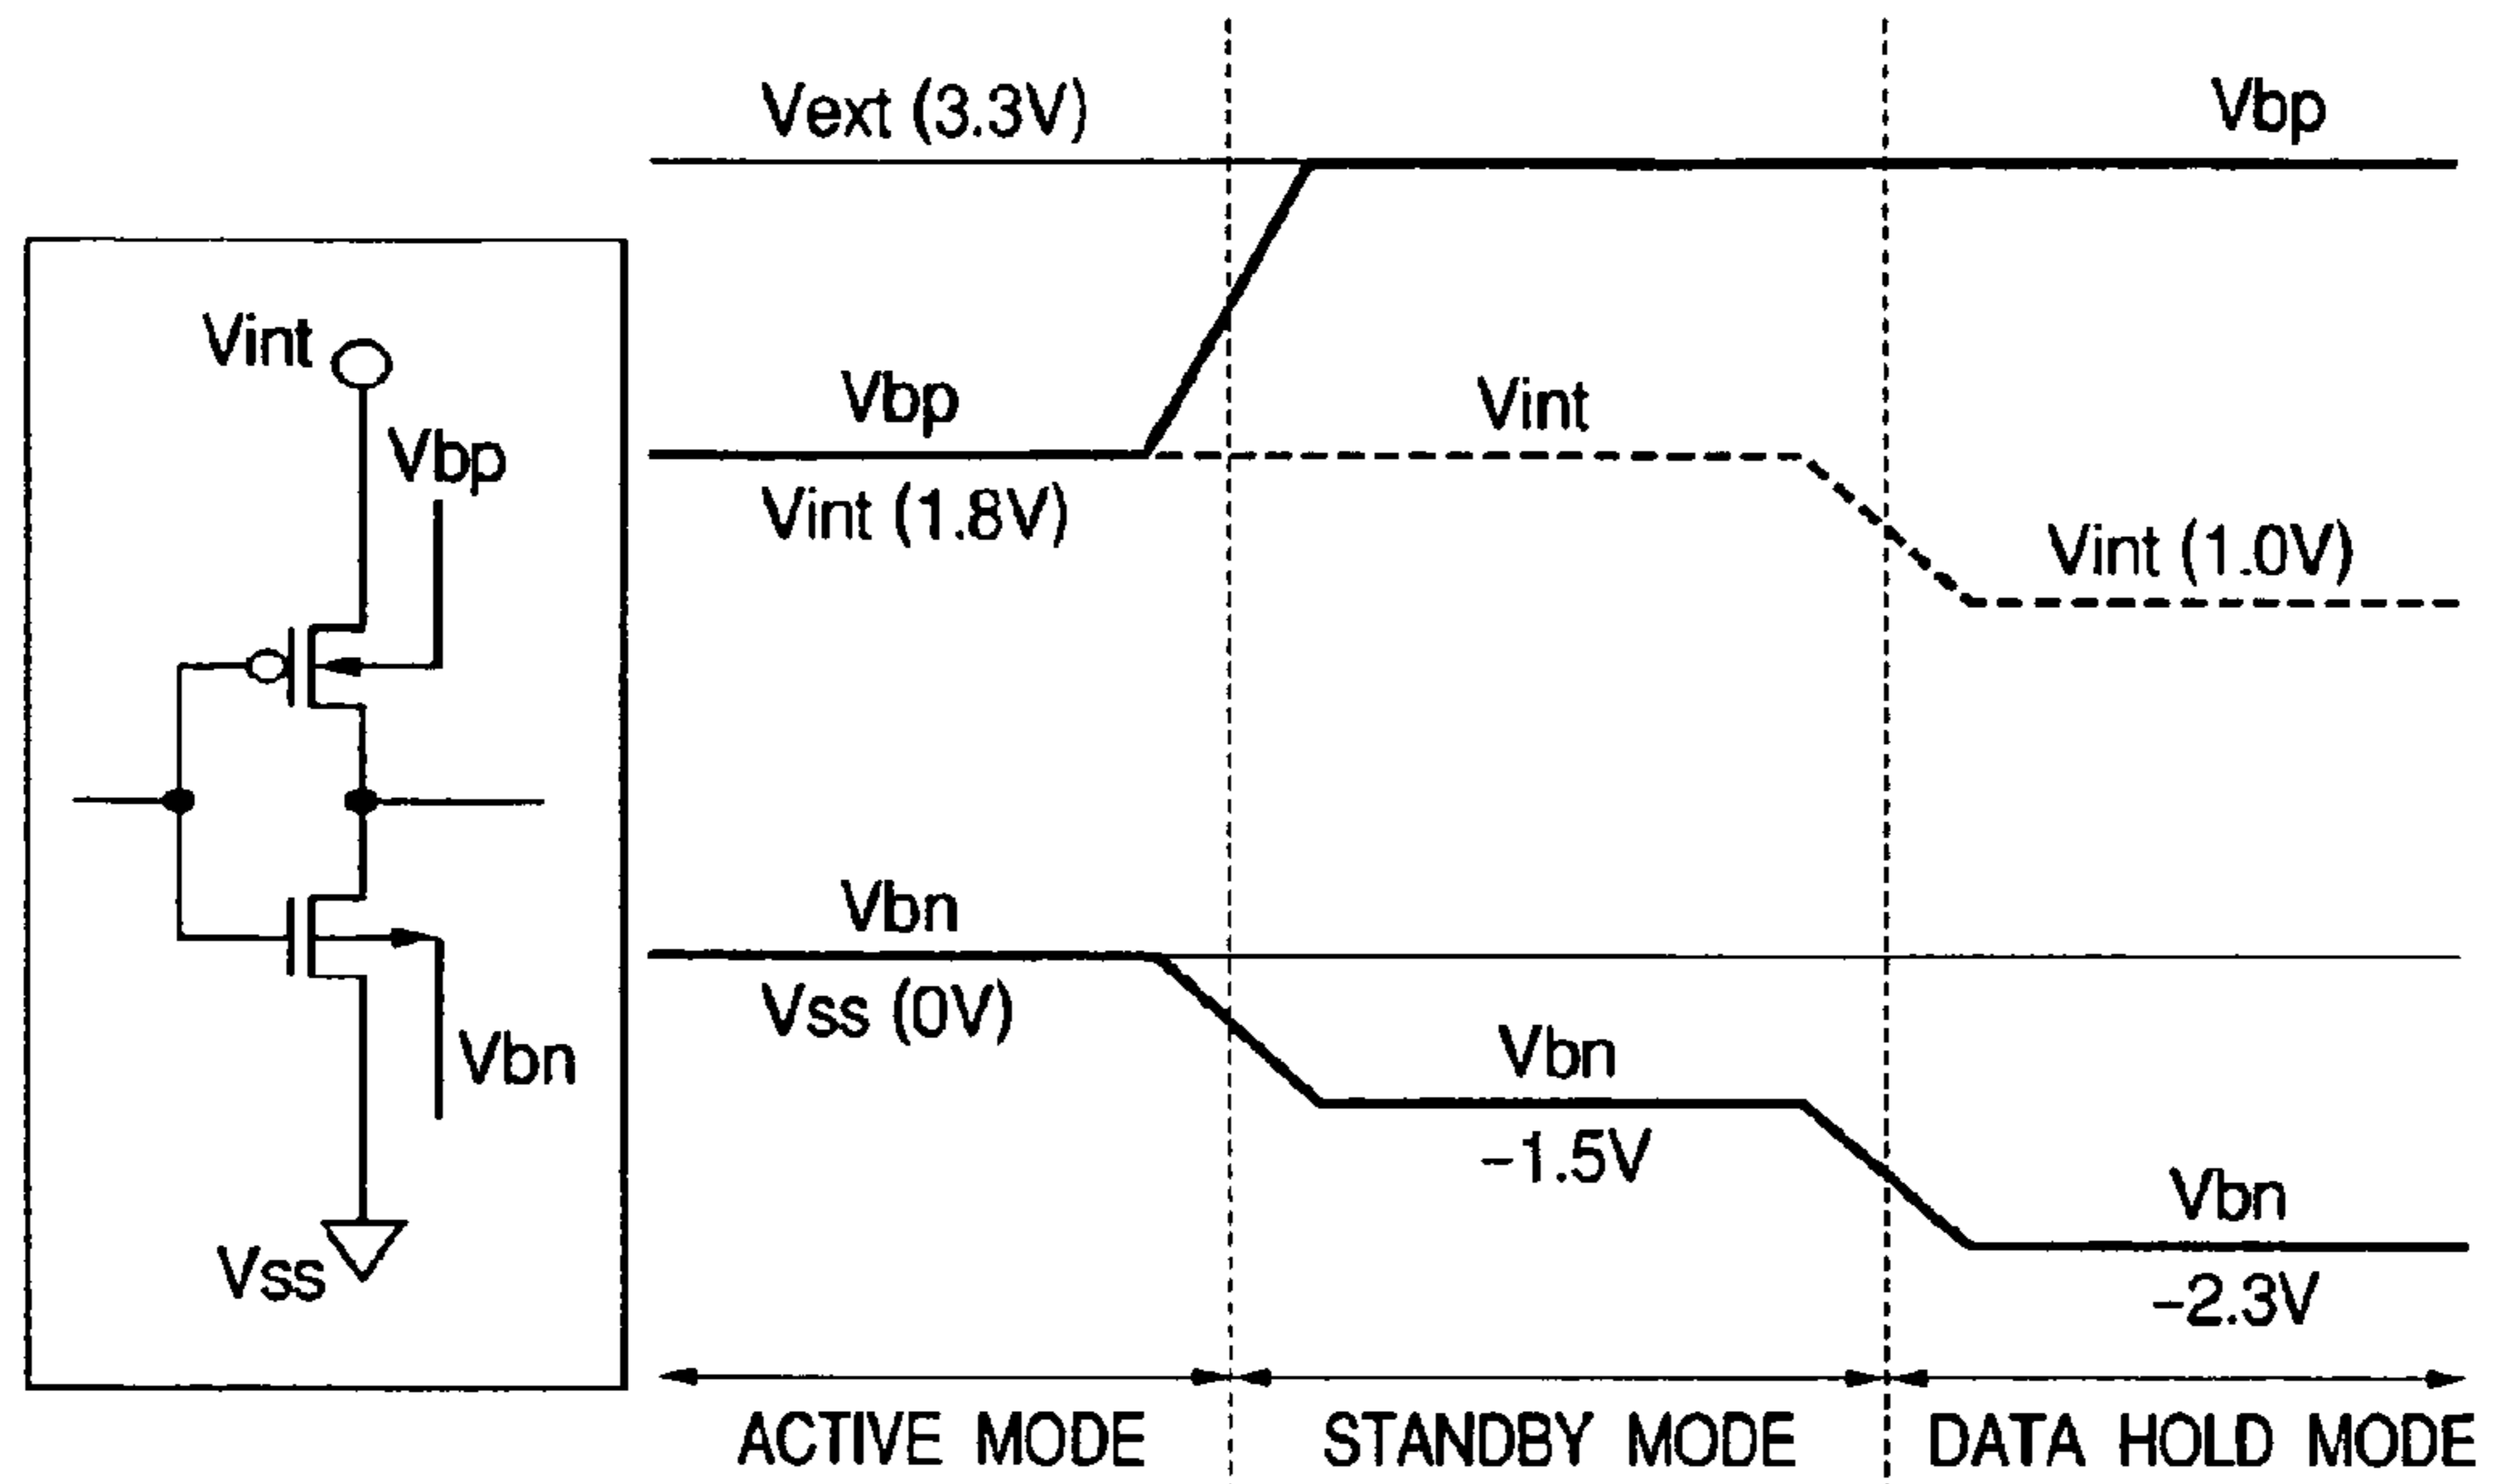 Vint
Vbp
Vbn
Vss
Vext (3.3V)
Vbp
Vbp
Vint
Vint (1.8V)
Vint (1.0V)
Vbn
Vss (0V)
Vbn
−1.5V
Vbn
−2.3V
ACTIVE MODE
STANDBY MODE
DATA HOLD MODE